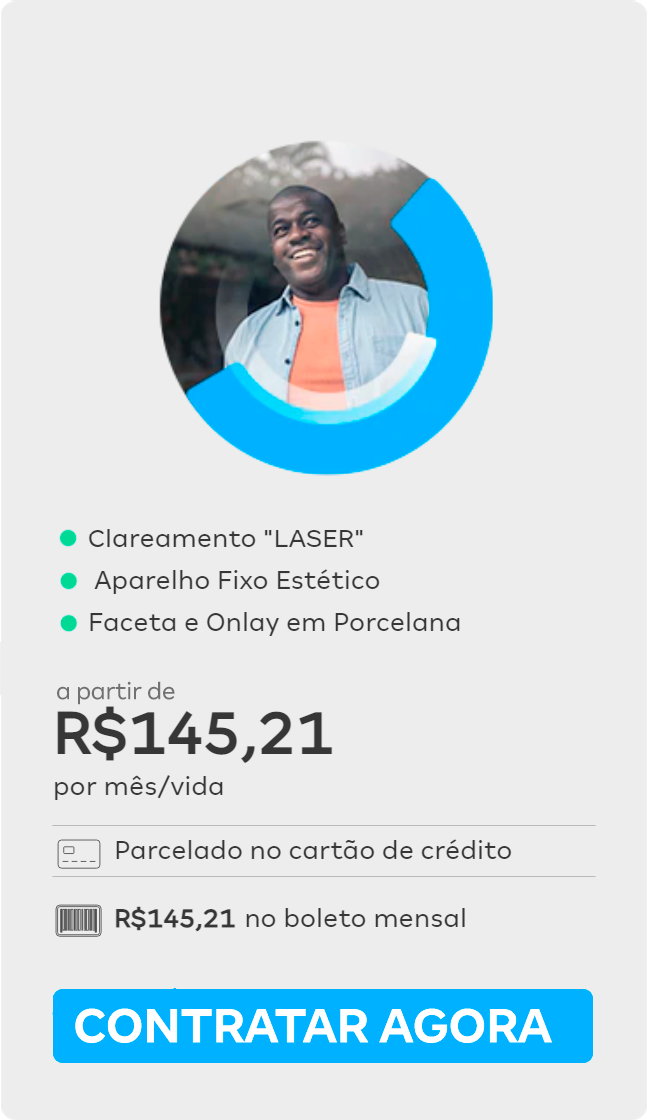 Clareamento "LASER"
Aparelho Fixo Estético
Faceta e Onlay em Porcelana
a partir de
R$145,21
por mês/vida
Parcelado no cartão de crédito
R$145,21 no boleto mensal
CONTRATAR AGORA